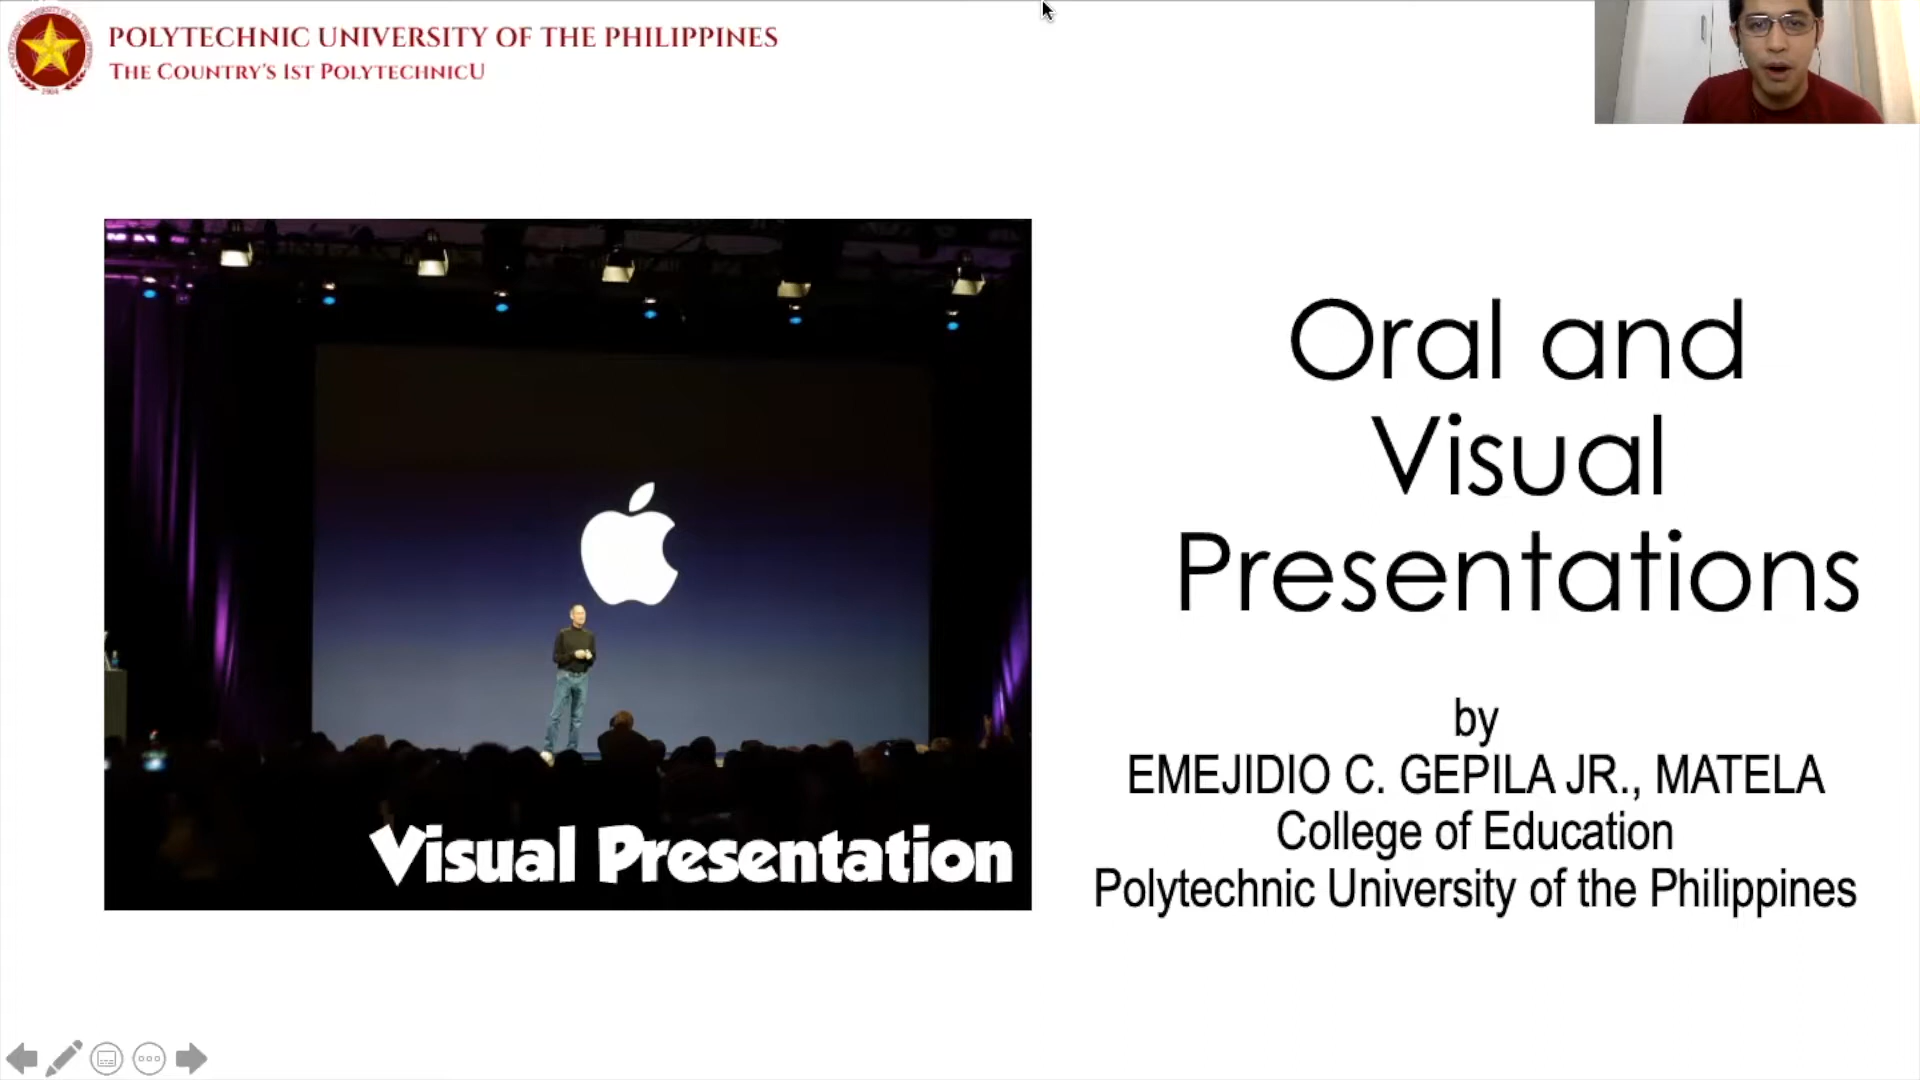 POLYTECHNIC UNIVERSITY OF THE PHILIPPINES
THE COUNTRY'S 1ST POLYTECHNICU
1904
Oral and
Visual
Presentations
Visual Presentation
by
EMEJIDIO C. GEPILA JR., MATELA
College of Education
Polytechnic University of the Philippines